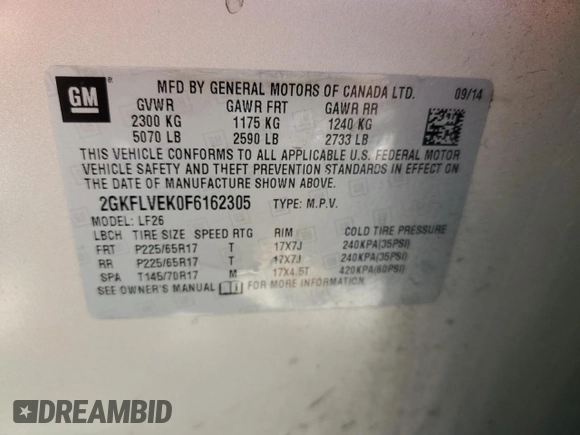 GM
MFD BY GENERAL MOTORS OF CANADA LTD. 09/14
GVWR GAWR FRT GAWR RR
2300 KG 1175 KG 1240 KG
5070 LB 2590 LB 2733 LB
THIS VEHICLE CONFORMS TO ALL APPLICABLE U.S. FEDERAL MOTOR
VEHICLE SAFETY AND THEFT PREVENTION STANDARDS IN EFFECT ON
THE DATE OF MANUFACTURE SHOWN ABOVE.
2GKFLVEK0F6162305 TYPE: M.P.V.
MODEL: LF26
LBCH TIRE SIZE SPEED RTG RIM COLD TIRE PRESSURE
FRT P225/65R17 T 17X7J 240KPA(35PSI)
RR P225/65R17 T 17X7J 240KPA(35PSI)
SPA T145/70R17 M 17X4.5T 420KPA(60PSI)
SEE OWNER'S MANUAL FOR MORE INFORMATION
DREAMBID